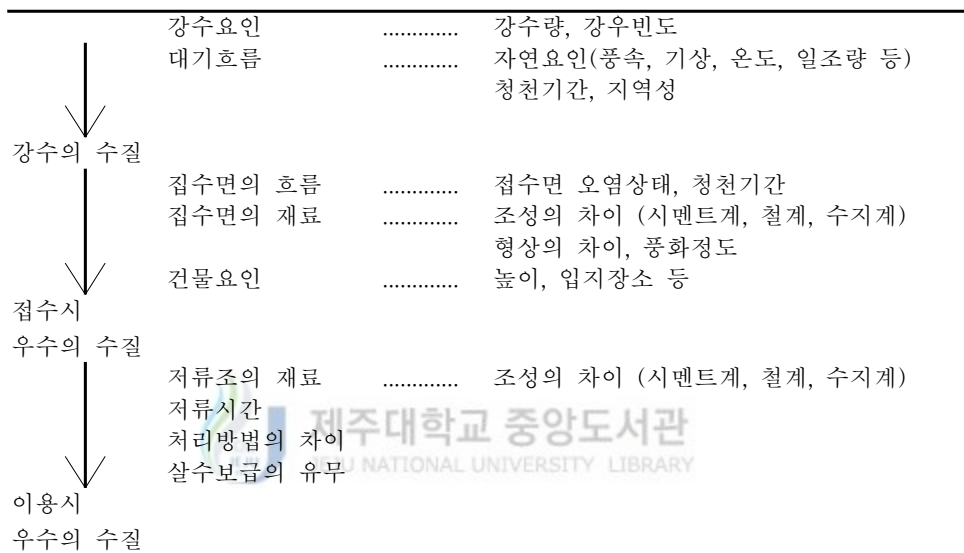 강수요인 ............. 강수량, 강우빈도
대기흐름 ............. 자연요인(풍속, 기상, 온도, 일조량 등)
청천기간, 지역성
강수의 수질
집수면의 흐름 ............. 접수면 오염상태, 청천기간
집수면의 재료 ............. 조성의 차이 (시멘트계, 철계, 수지계)
형상의 차이, 풍화정도
건물요인 ............. 높이, 입지장소 등
접수시
우수의 수질
저류조의 재료 ............. 조성의 차이 (시멘트계, 철계, 수지계)
저류시간
제주대학교 중앙도서관
처리방법의 차이
JEJU NATIONAL UNIVERSITY LIBRARY
살수보급의 유무
이용시
우수의 수질